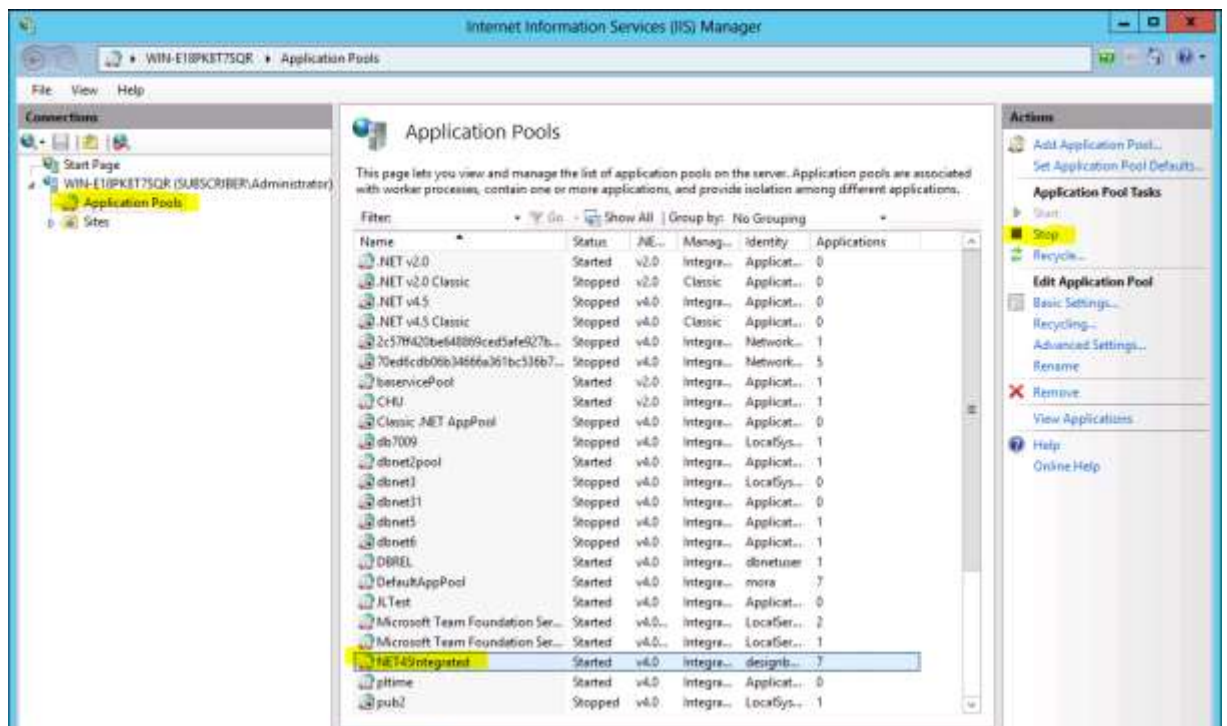 Internet Information Services (IIS) Manager
WIN-E18PK8T7SQR Application Pools
File View Help
Connections
Start Page
WIN-E18PK8T7SQR (SUBSCRIBER\Administrator)
Application Pools
Sites
Application Pools
This page lets you view and manage the list of application pools on the server. Application pools are associated
with worker processes, contain one or more applications, and provide isolation among different applications.
Filter: Go Show All Group by: No Grouping
Name Status .NE... Manag... Identity Applications
.NET v2.0 Started v2.0 Integra... Applicat... 0
.NET v2.0 Classic Stopped v2.0 Classic Applicat... 0
.NET v4.5 Stopped v4.0 Integra... Applicat... 0
.NET v4.5 Classic Stopped v4.0 Classic Applicat... 0
Stopped v4.0 Integra... Network... 1
Stopped v4.0 Integra... Network... 5
baservicePool Started v2.0 Integra... Applicat... 1
CHU Started v2.0 Integra... Applicat... 1
Classic .NET AppPool Stopped v4.0 Integra... Applicat... 0
db7009 Stopped v4.0 Integra... LocalSys... 1
dbnet2pool Started v4.0 Integra... Applicat... 1
dbnet3 Stopped v4.0 Integra... LocalSys... 0
dbnet31 Stopped v4.0 Integra... Applicat... 0
dbnet5 Stopped v4.0 Integra... Applicat... 1
dbnet6 Stopped v4.0 Integra... Applicat... 1
DBREL Started v4.0 Integra... dbnetuser 1
DefaultAppPool Started v4.0 Integra... mora 7
JLTest Started v4.0 Integra... Applicat... 0
Microsoft Team Foundation Ser... Started v4.0... Integra... LocalSer... 2
Microsoft Team Foundation Ser... Started v4.0... Integra... LocalSer... 1
NET45Integrated Started v4.0 Integra... designb... 7
pltime Started v4.0 Integra... Applicat... 0
pub2 Stopped v4.0 Integra... LocalSys... 1
Actions
Add Application Pool...
Set Application Pool Defaults...
Application Pool Tasks
Start
Stop
Recycle...
Edit Application Pool
Basic Settings...
Recycling...
Advanced Settings...
Rename
Remove
View Applications
Help
Online Help